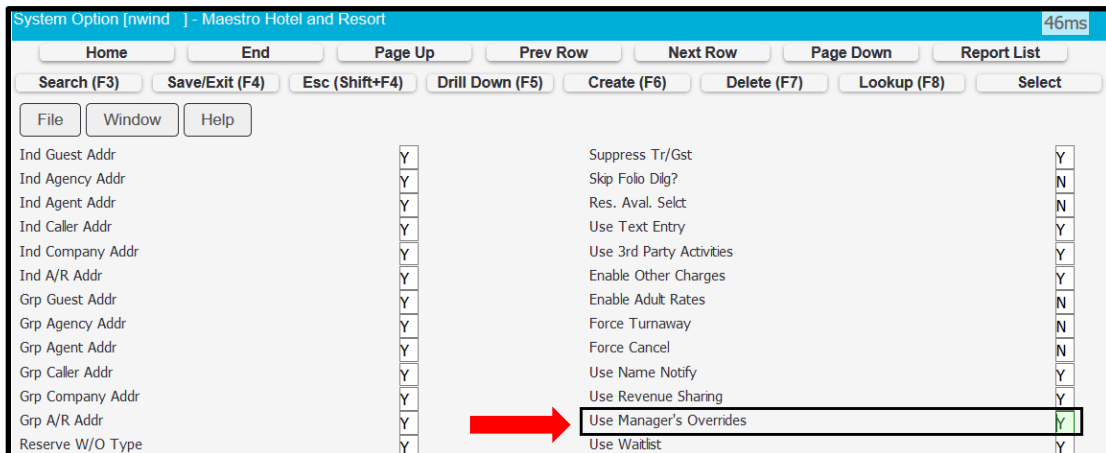 System Option [nwind ] - Maestro Hotel and Resort 46ms
Home End Page Up Prev Row Next Row Page Down Report List
Search (F3) Save/Exit (F4) Esc (Shift+F4) Drill Down (F5) Create (F6) Delete (F7) Lookup (F8) Select
File Window Help
Ind Guest Addr Y Suppress Tr/Gst Y
Ind Agency Addr Y Skip Folio Dilg? N
Ind Agent Addr Y Res. Aval. Selct N
Ind Caller Addr Y Use Text Entry Y
Ind Company Addr Y Use 3rd Party Activities Y
Ind A/R Addr Y Enable Other Charges Y
Grp Guest Addr Y Enable Adult Rates N
Grp Agency Addr Y Force Turnaway N
Grp Agent Addr Y Force Cancel N
Grp Caller Addr Y Use Name Notify Y
Grp Company Addr Y Use Revenue Sharing Y
Grp A/R Addr Y Use Manager's Overrides Y
Reserve W/O Type Y Use Waitlist Y